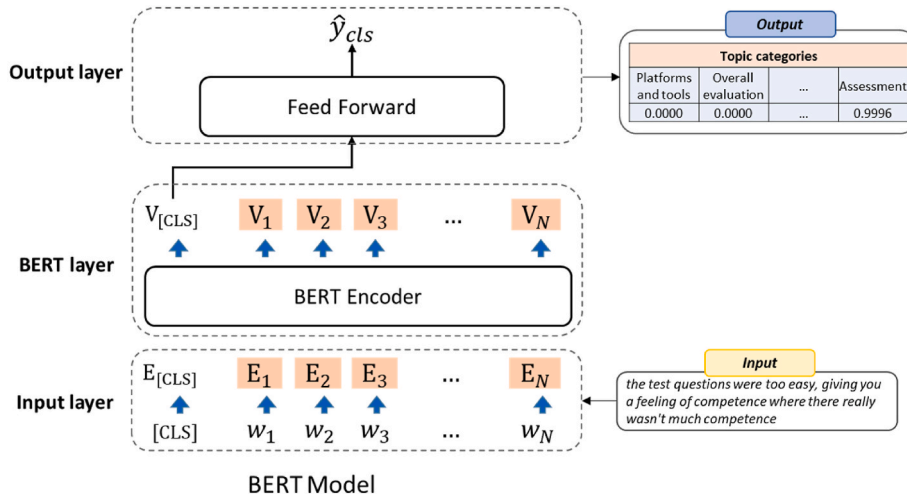 Output layer
ŷcls
Feed Forward
Output
Topic categories
Platforms and tools
Overall evaluation
...
Assessment
0.0000
0.0000
...
0.9996
BERT layer
V[CLS] V1 V2 V3 ... VN
BERT Encoder
Input layer
E[CLS] E1 E2 E3 ... EN
[CLS] w1 w2 w3 ... wN
Input
the test questions were too easy, giving you
a feeling of competence where there really
wasn't much competence
BERT Model